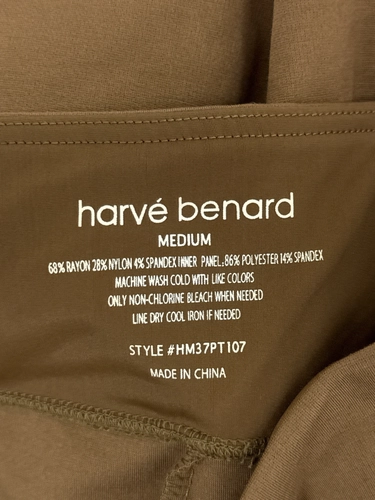 harvé benard
MEDIUM
68% RAYON 28% NYLON 4% SPANDEX INNER PANEL: 86% POLYESTER 14% SPANDEX
MACHINE WASH COLD WITH LIKE COLORS
ONLY NON-CHLORINE BLEACH WHEN NEEDED
LINE DRY COOL IRON IF NEEDED
STYLE #HM37PT107
MADE IN CHINA